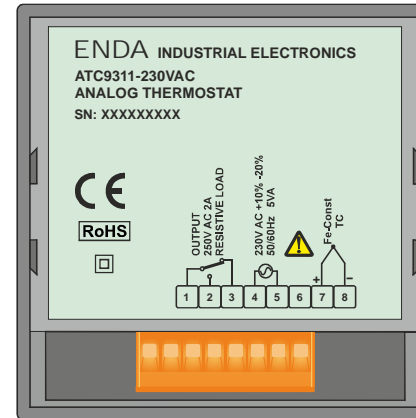 ENDA INDUSTRIAL ELECTRONICS
ATC9311-230VAC
ANALOG THERMOSTAT
SN: XXXXXXXXX
CE
RoHS
OUTPUT
250V AC 2A
RESISTIVE LOAD
230V AC +10% -20%
50/60Hz 5VA
Fe-Const
TC
+ −
1 2 3 4 5 6 7 8